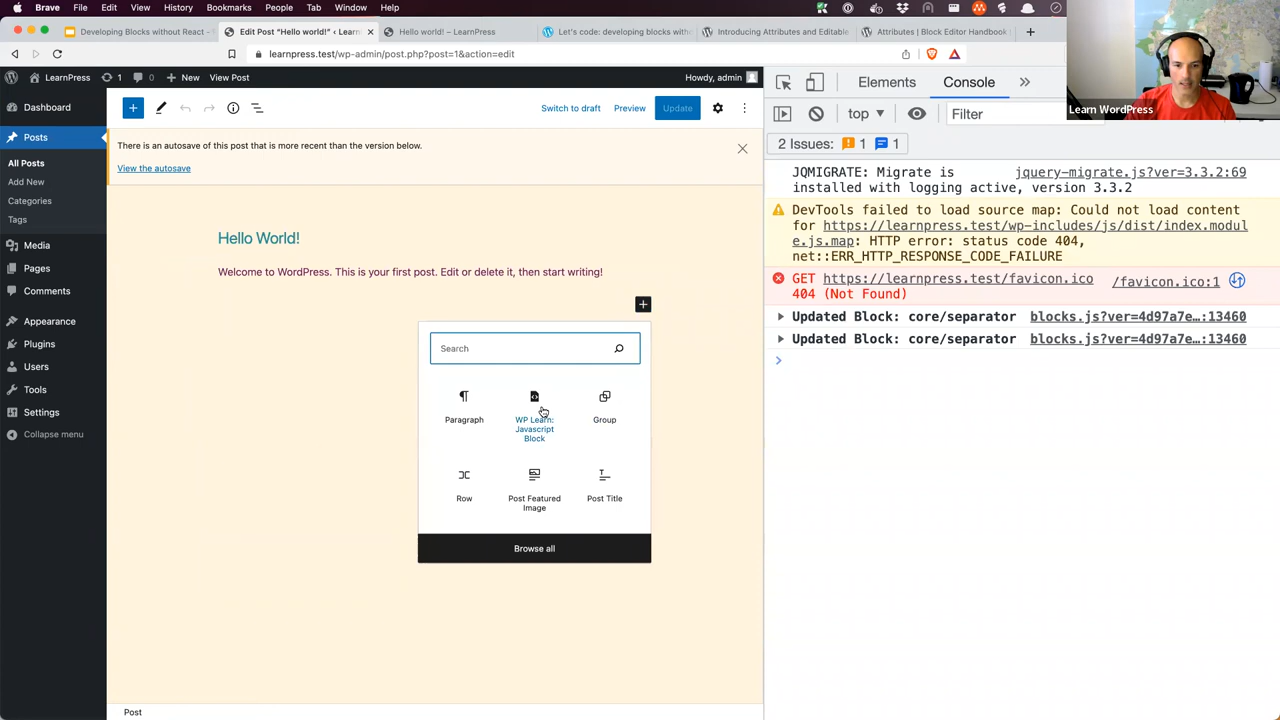 Brave File Edit View History Bookmarks People Tab Window Help
Developing Blocks without React -
Edit Post “Hello world!” ‹ Learn
Hello world! – LearnPress
Let's code: developing blocks with
Introducing Attributes and Editable
Attributes | Block Editor Handbook
learnpress.test/wp-admin/post.php?post=1&action=edit
LearnPress 1 0 New View Post Howdy, admin
Dashboard
Posts
All Posts
Add New
Categories
Tags
Media
Pages
Comments
Appearance
Plugins
Users
Tools
Settings
Collapse menu
Switch to draft Preview Update
There is an autosave of this post that is more recent than the version below.
View the autosave
Hello World!
Welcome to WordPress. This is your first post. Edit or delete it, then start writing!
Search
Paragraph
WP Learn:
Javascript
Block
Group
Row
Post Featured
Image
Post Title
Browse all
Post
Elements Console
top Filter
2 Issues: 1 1
JQMIGRATE: Migrate is jquery-migrate.js?ver=3.3.2:69
installed with logging active, version 3.3.2
DevTools failed to load source map: Could not load content
for https://learnpress.test/wp-includes/js/dist/index.modul
e.js.map: HTTP error: status code 404,
net::ERR_HTTP_RESPONSE_CODE_FAILURE
GET https://learnpress.test/favicon.ico /favicon.ico:1
404 (Not Found)
Updated Block: core/separator blocks.js?ver=4d97a7e…:13460
Updated Block: core/separator blocks.js?ver=4d97a7e…:13460
Learn WordPress